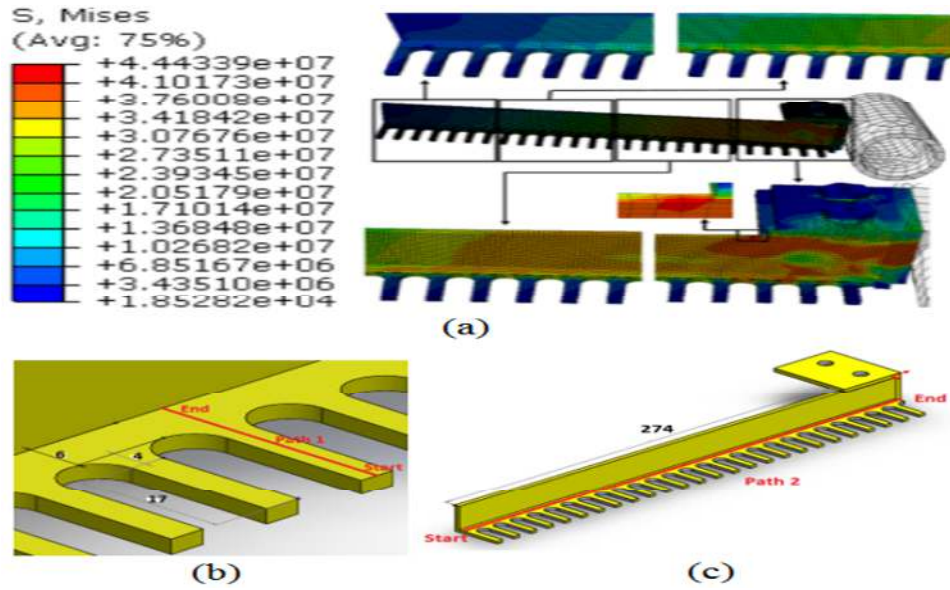 S, Mises
(Avg: 75%)
+4.44339e+07
+4.10173e+07
+3.76008e+07
+3.41842e+07
+3.07676e+07
+2.73511e+07
+2.39345e+07
+2.05179e+07
+1.71014e+07
+1.36848e+07
+1.02682e+07
+6.85167e+06
+3.43510e+06
+1.85282e+04
(a)
End
Path 1
Start
6
4
17
(b)
274
End
Path 2
Start
(c)